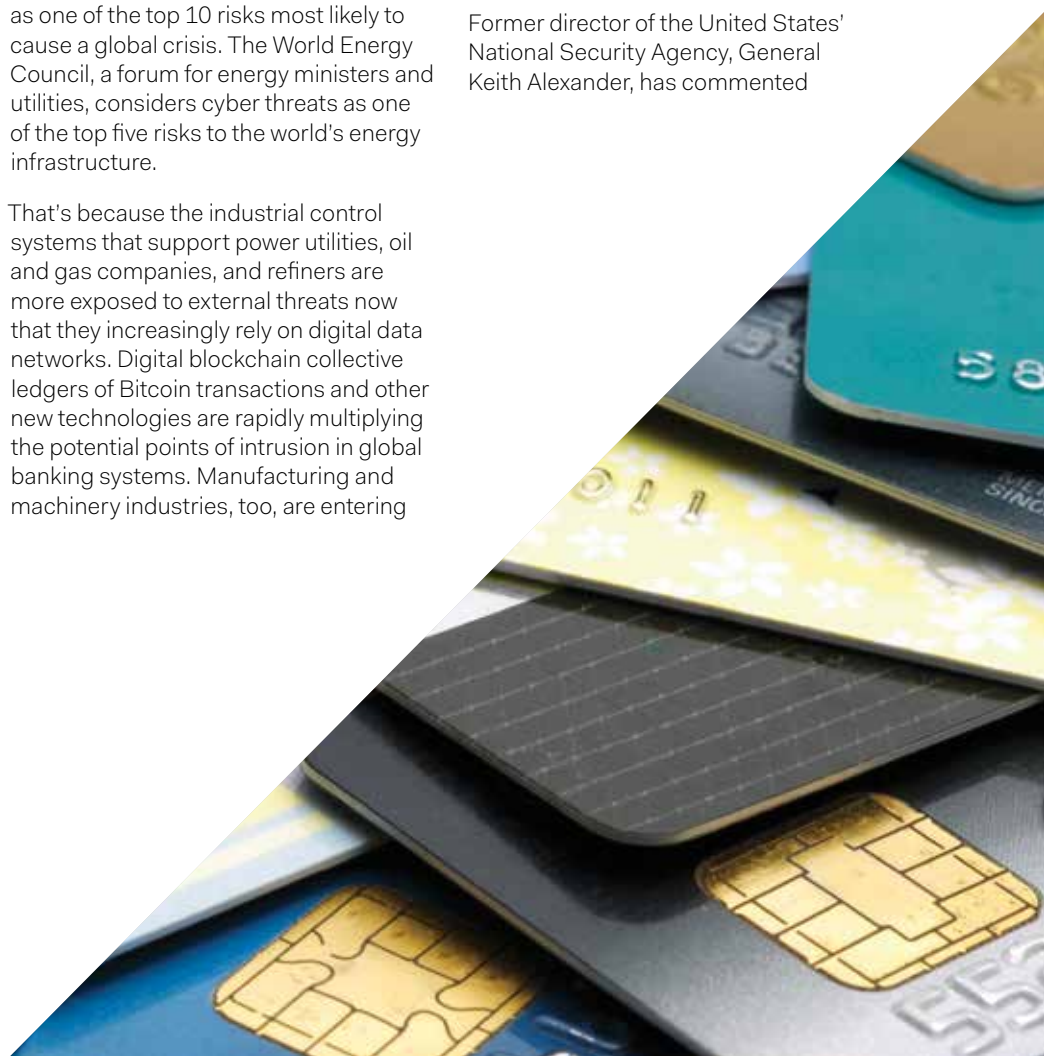 as one of the top 10 risks most likely to
cause a global crisis. The World Energy
Council, a forum for energy ministers and
utilities, considers cyber threats as one
of the top five risks to the world’s energy
infrastructure.
That’s because the industrial control
systems that support power utilities, oil
and gas companies, and refiners are
more exposed to external threats now
that they increasingly rely on digital data
networks. Digital blockchain collective
ledgers of Bitcoin transactions and other
new technologies are rapidly multiplying
the potential points of intrusion in global
banking systems. Manufacturing and
machinery industries, too, are entering
Former director of the United States’
National Security Agency, General
Keith Alexander, has commented
58
011
552